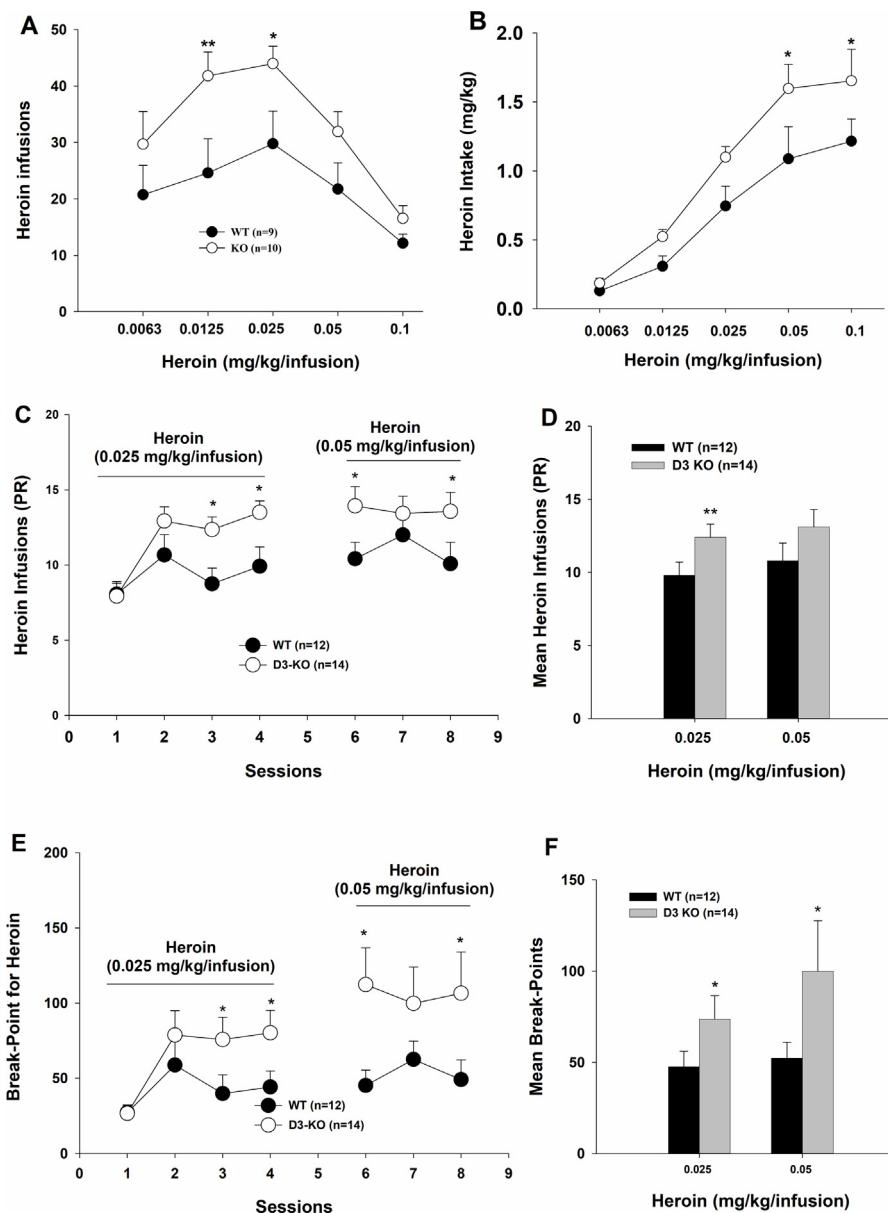 A
50
40
30
20
10
0
Heroin infusions
**
*
WT (n=9)
KO (n=10)
0.0063 0.0125 0.025 0.05 0.1
Heroin (mg/kg/infusion)
B
2.0
1.5
1.0
0.5
0.0
Heroin Intake (mg/kg)
*
*
0.0063 0.0125 0.025 0.05 0.1
Heroin (mg/kg/infusion)
C
20
15
10
5
0
Heroin Infusions (PR)
Heroin
(0.025 mg/kg/infusion)
Heroin
(0.05 mg/kg/infusion)
*
*
*
*
WT (n=12)
D3-KO (n=14)
0 1 2 3 4 5 6 7 8 9
Sessions
D
20
15
10
5
0
Mean Heroin Infusions (PR)
WT (n=12)
D3 KO (n=14)
**
0.025 0.05
Heroin (mg/kg/infusion)
E
200
150
100
50
0
Break-Point for Heroin
Heroin
(0.025 mg/kg/infusion)
Heroin
(0.05 mg/kg/infusion)
*
*
*
*
WT (n=12)
D3-KO (n=14)
0 1 2 3 4 5 6 7 8 9
Sessions
F
150
100
50
0
Mean Break-Points
WT (n=12)
D3 KO (n=14)
*
*
0.025 0.05
Heroin (mg/kg/infusion)